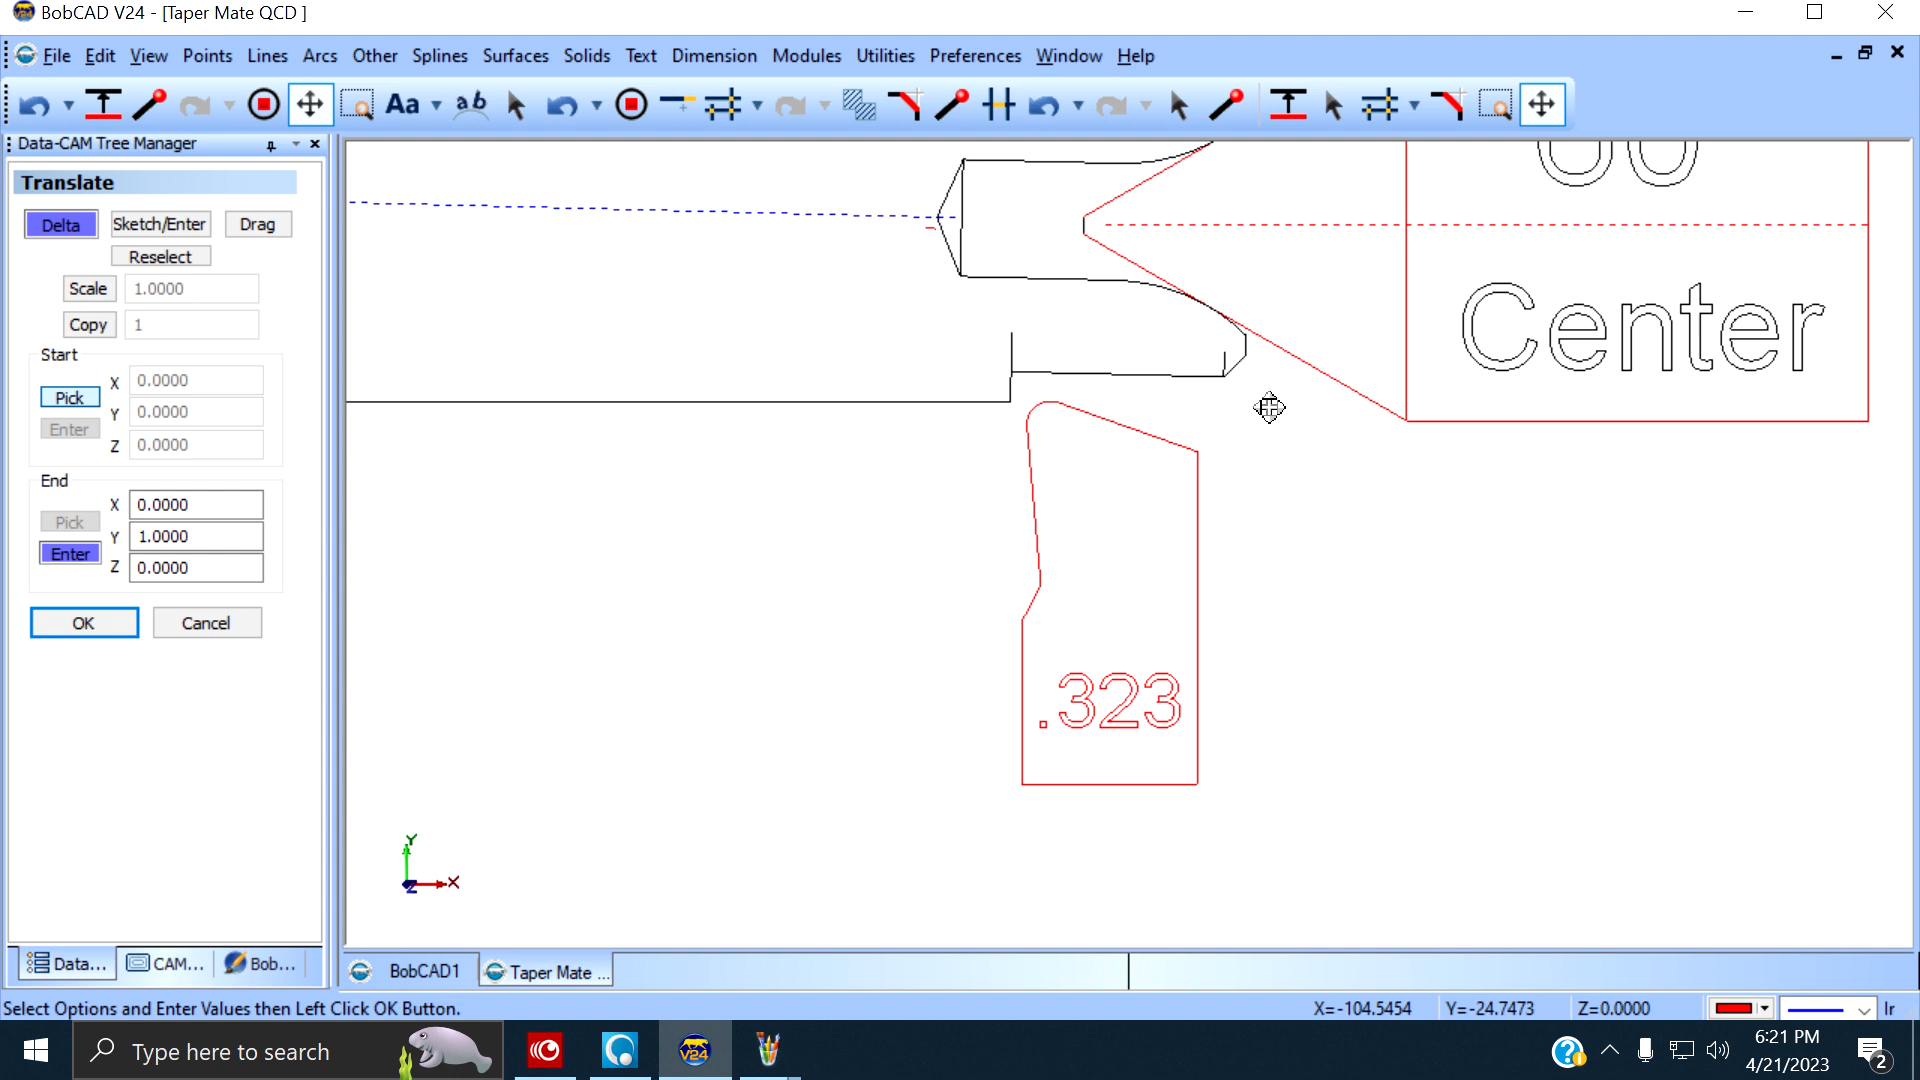 BobCAD V24 - [Taper Mate QCD ]
File Edit View Points Lines Arcs Other Splines Surfaces Solids Text Dimension Modules Utilities Preferences Window Help
Aa ab
Data-CAM Tree Manager
Translate
Delta Sketch/Enter Drag
Reselect
Scale 1.0000
Copy 1
Start
X 0.0000
Pick
Y 0.0000
Enter
Z 0.0000
End
X 0.0000
Pick
Y 1.0000
Enter
Z 0.0000
OK Cancel
Center
.323
Y
X
Z
Data... CAM... Bob...
BobCAD1 Taper Mate ...
Select Options and Enter Values then Left Click OK Button.
X=-104.5454 Y=-24.7473 Z=0.0000
Type here to search
V24
6:21 PM
4/21/2023
2